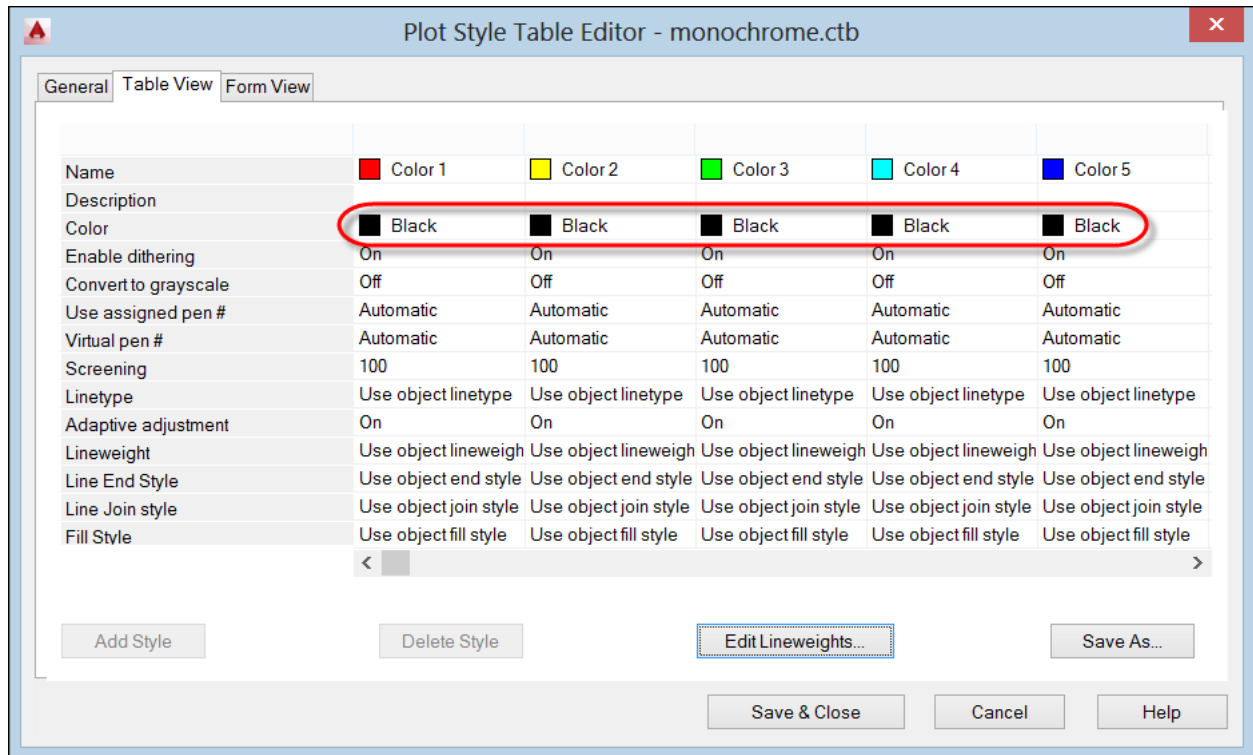 Plot Style Table Editor - monochrome.ctb
General Table View Form View
Name Color 1 Color 2 Color 3 Color 4 Color 5
Description
Color Black Black Black Black Black
Enable dithering On On On On On
Convert to grayscale Off Off Off Off Off
Use assigned pen # Automatic Automatic Automatic Automatic Automatic
Virtual pen # Automatic Automatic Automatic Automatic Automatic
Screening 100 100 100 100 100
Linetype Use object linetype Use object linetype Use object linetype Use object linetype Use object linetype
Adaptive adjustment On On On On On
Lineweight Use object lineweigh Use object lineweigh Use object lineweigh Use object lineweigh Use object lineweigh
Line End Style Use object end style Use object end style Use object end style Use object end style Use object end style
Line Join style Use object join style Use object join style Use object join style Use object join style Use object join style
Fill Style Use object fill style Use object fill style Use object fill style Use object fill style Use object fill style
Add Style Delete Style Edit Lineweights... Save As...
Save & Close Cancel Help